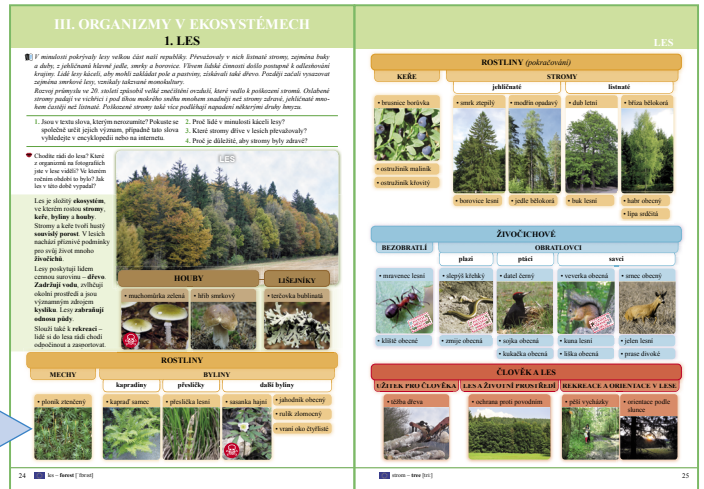 III. ORGANIZMY V EKOSYSTÉMECH
1. LES
V minulosti pokrývaly lesy velkou část naší republiky. Převažovaly v nich listnaté stromy, zejména buky
a duby, z jehličnanů hlavně jedle, smrky a borovice. Vlivem lidské činnosti došlo postupně k odlesňování
krajiny. Lidé lesy káceli, aby mohli zakládat pole a pastviny, získávali také dřevo. Později začali vysazovat
zejména smrkové lesy, vznikaly takzvané monokultury.
Rozvoj průmyslu ve 20. století způsobil velké znečištění ovzduší, které vedlo k poškození stromů. Oslabené
stromy padají ve vichřici i pod tíhou mokrého sněhu mnohem snadněji než stromy zdravé, jehličnaté mno-
hem častěji než listnaté. Poškozené stromy také více podléhají napadení některými druhy hmyzu.
1. Jsou v textu slova, kterým nerozumíte? Pokuste se
společně určit jejich význam, případně tato slova
vyhledejte v encyklopedii nebo na internetu.
2. Proč lidé v minulosti káceli lesy?
3. Které stromy dříve v lesích převažovaly?
4. Proč je důležité, aby stromy byly zdravé?
Chodíte rádi do lesa? Které
z organizmů na fotografiích
jste v lese viděli? Ve kterém
ročním období to bylo? Jak
les v této době vypadal?
Les je složitý ekosystém,
ve kterém rostou stromy,
keře, byliny a houby.
Stromy a keře tvoří hustý
souvislý porost. V lesích
nachází příznivé podmínky
pro svůj život mnoho
živočichů.
Lesy poskytují lidem
cennou surovinu – dřevo.
Zadržují vodu, zvlhčují
okolní prostředí a jsou
významným zdrojem
kyslíku. Lesy zabraňují
odnosu půdy.
Slouží také k rekreaci –
lidé si do lesa rádi chodí
odpočinout a zasportovat.
LES
HOUBY
LIŠEJNÍKY
• muchomůrka zelená
• hřib smrkový
• terčovka bublinatá
ROSTLINY
MECHY
BYLINY
kapradiny
přesličky
další byliny
• ploník ztenčený
• kapraď samec
• přeslička lesní
• sasanka hajní
• jahodník obecný
• rulík zlomocný
• vraní oko čtyřlisté
24
les – forest
LES
ROSTLINY (pokračování)
KEŘE
STROMY
jehličnaté
listnaté
• brusnice borůvka
• smrk ztepilý
• modřín opadavý
• dub letní
• bříza bělokorá
• ostružiník maliník
• ostružiník křovitý
• borovice lesní
• jedle bělokorá
• buk lesní
• habr obecný
• lípa srdčitá
ŽIVOČICHOVÉ
BEZOBRATLÍ
OBRATLOVCI
plazi
ptáci
savci
• mravenec lesní
• slepýš křehký
• datel černý
• veverka obecná
• srnec obecný
• klíště obecné
• zmije obecná
• sojka obecná
• kukačka obecná
• kuna lesní
• liška obecná
• jelen lesní
• prase divoké
ČLOVĚK A LES
UŽITEK PRO ČLOVĚKA
LES A ŽIVOTNÍ PROSTŘEDÍ
REKREACE A ORIENTACE V LESE
• těžba dřeva
• ochrana proti povodním
• pěší vycházky
• orientace podle
slunce
strom – tree
25